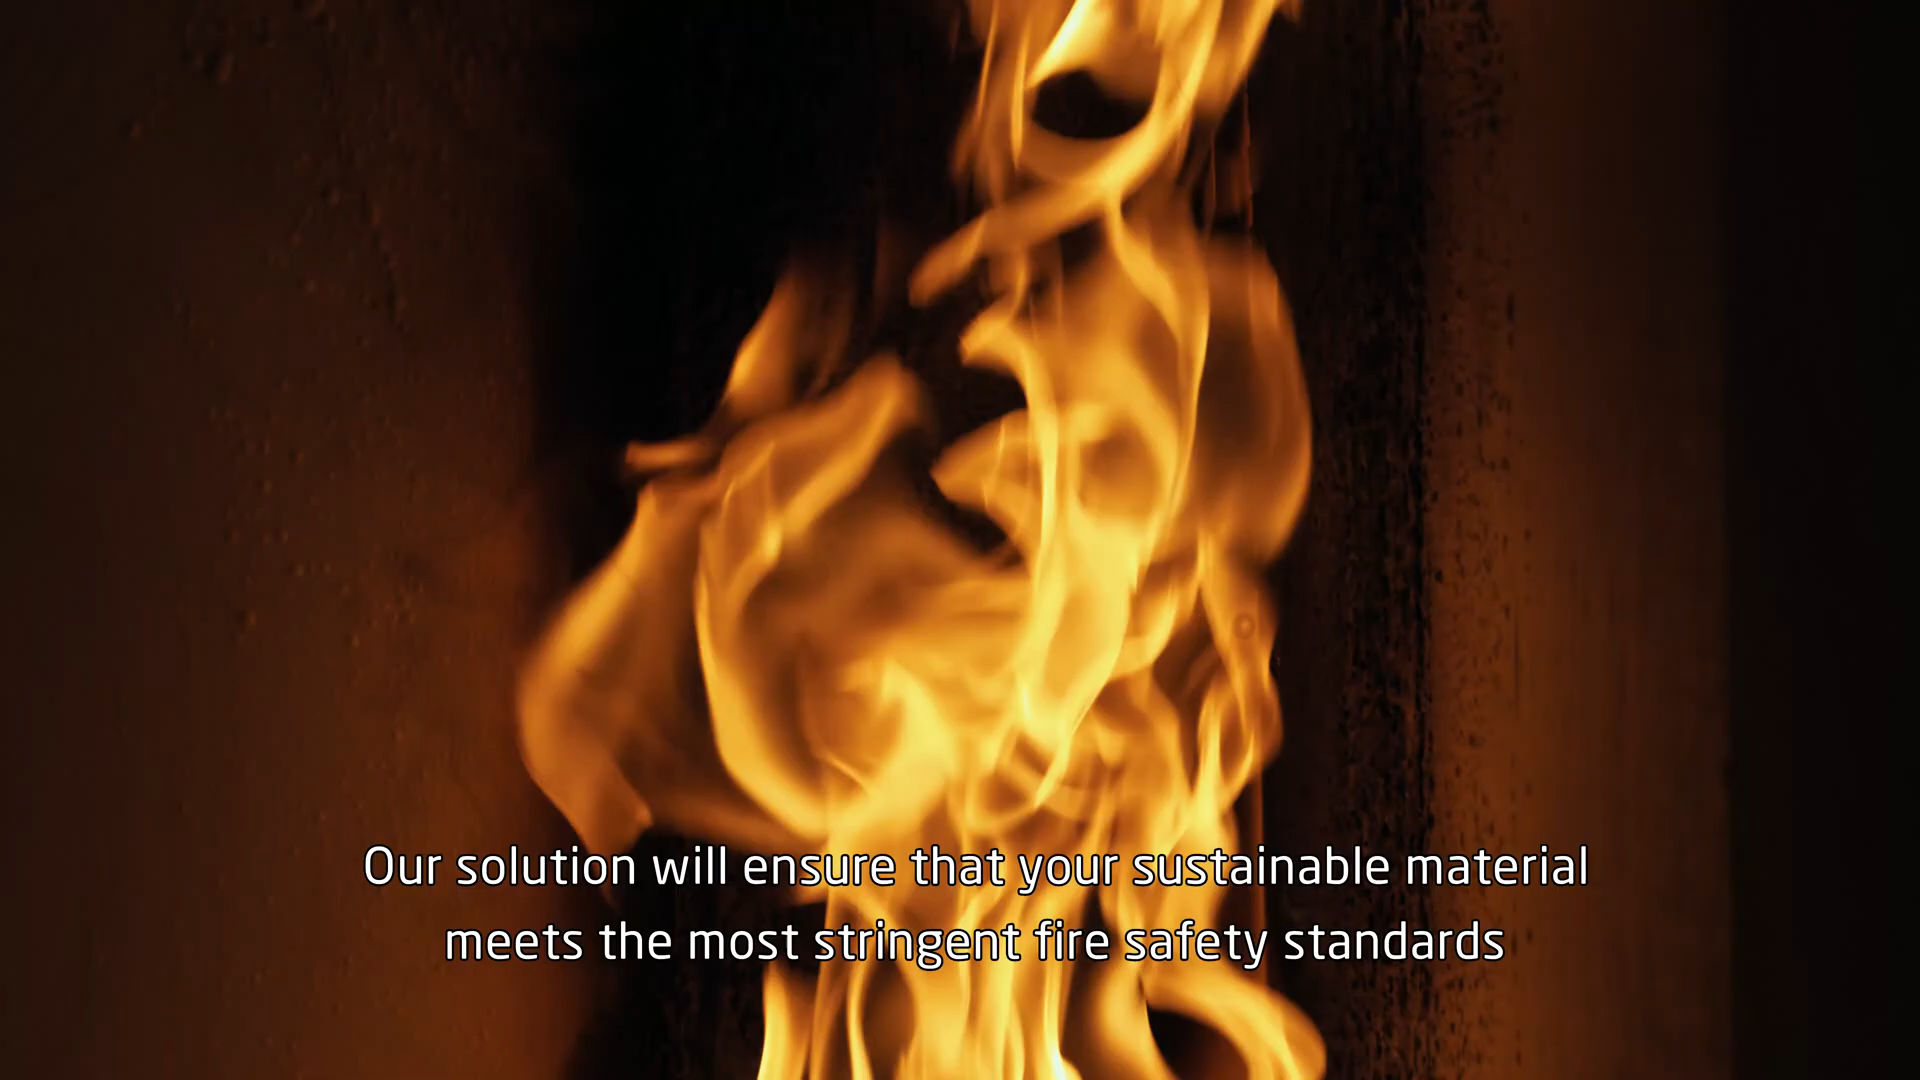 Our solution will ensure that your sustainable material
meets the most stringent fire safety standards